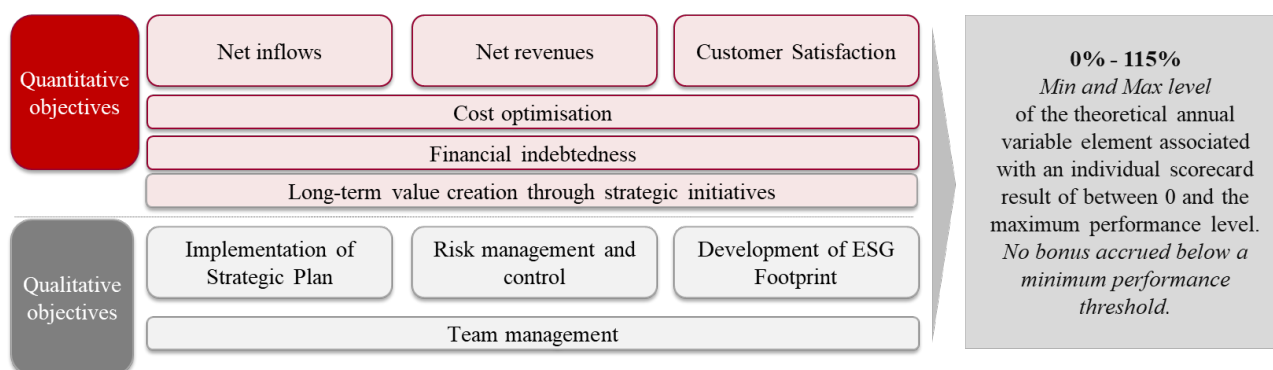 Quantitative
objectives
Net inflows
Net revenues
Customer Satisfaction
Cost optimisation
Financial indebtedness
Long-term value creation through strategic initiatives
Qualitative
objectives
Implementation of
Strategic Plan
Risk management and
control
Development of ESG
Footprint
Team management
0% - 115%
Min and Max level
of the theoretical annual
variable element associated
with an individual scorecard
result of between 0 and the
maximum performance level.
No bonus accrued below a
minimum performance
threshold.